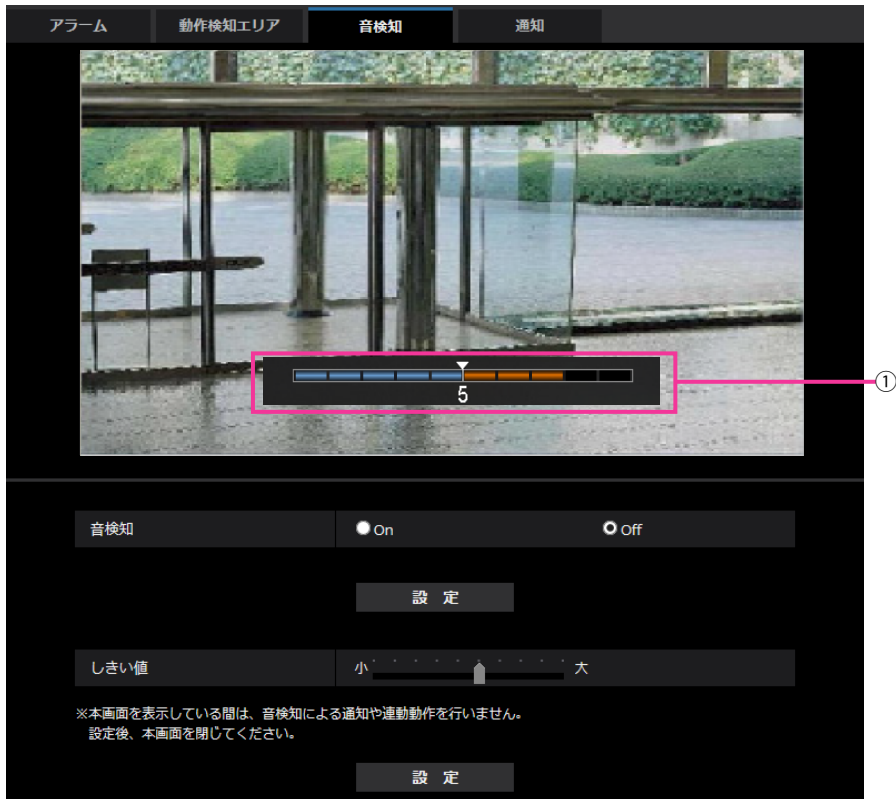 アラーム 動作検知エリア 音検知 通知
5
①
音検知 On Off
設 定
しきい値 小 大
※本画面を表示している間は、音検知による通知や連動動作を行いません。
設定後、本画面を閉じてください。
設 定